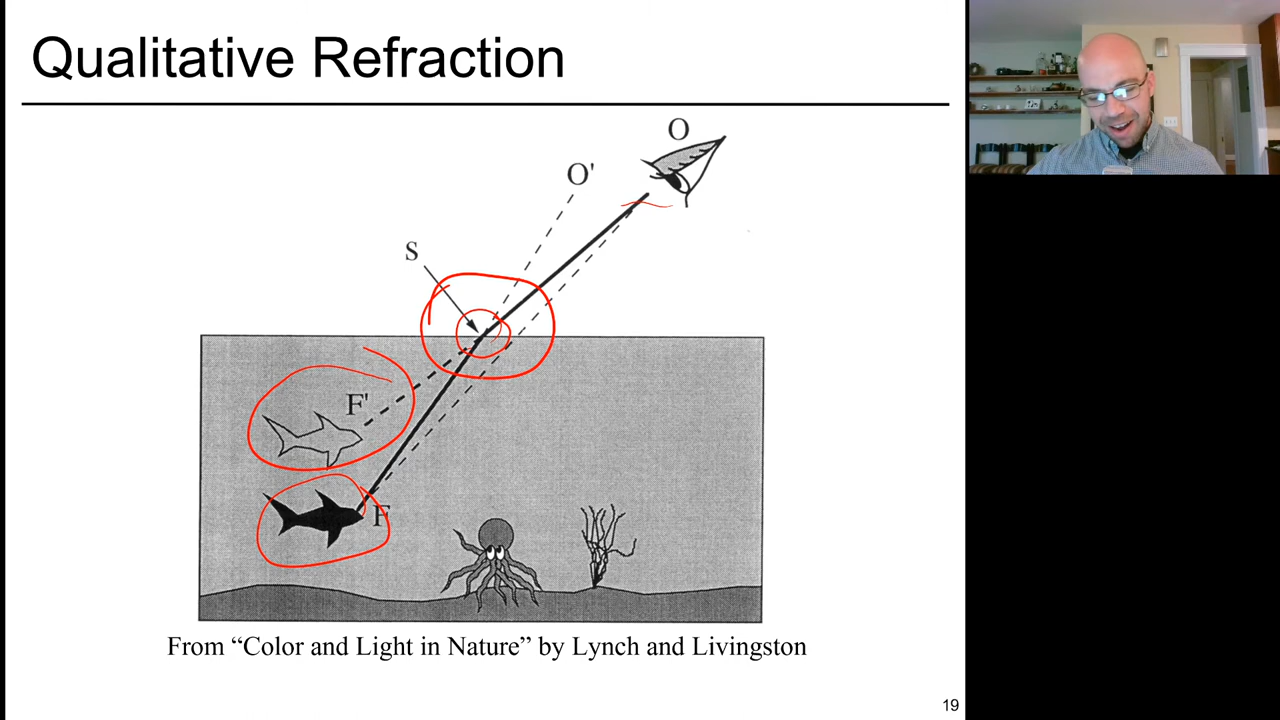 Qualitative Refraction
O
O'
S
F'
F
From “Color and Light in Nature” by Lynch and Livingston
19